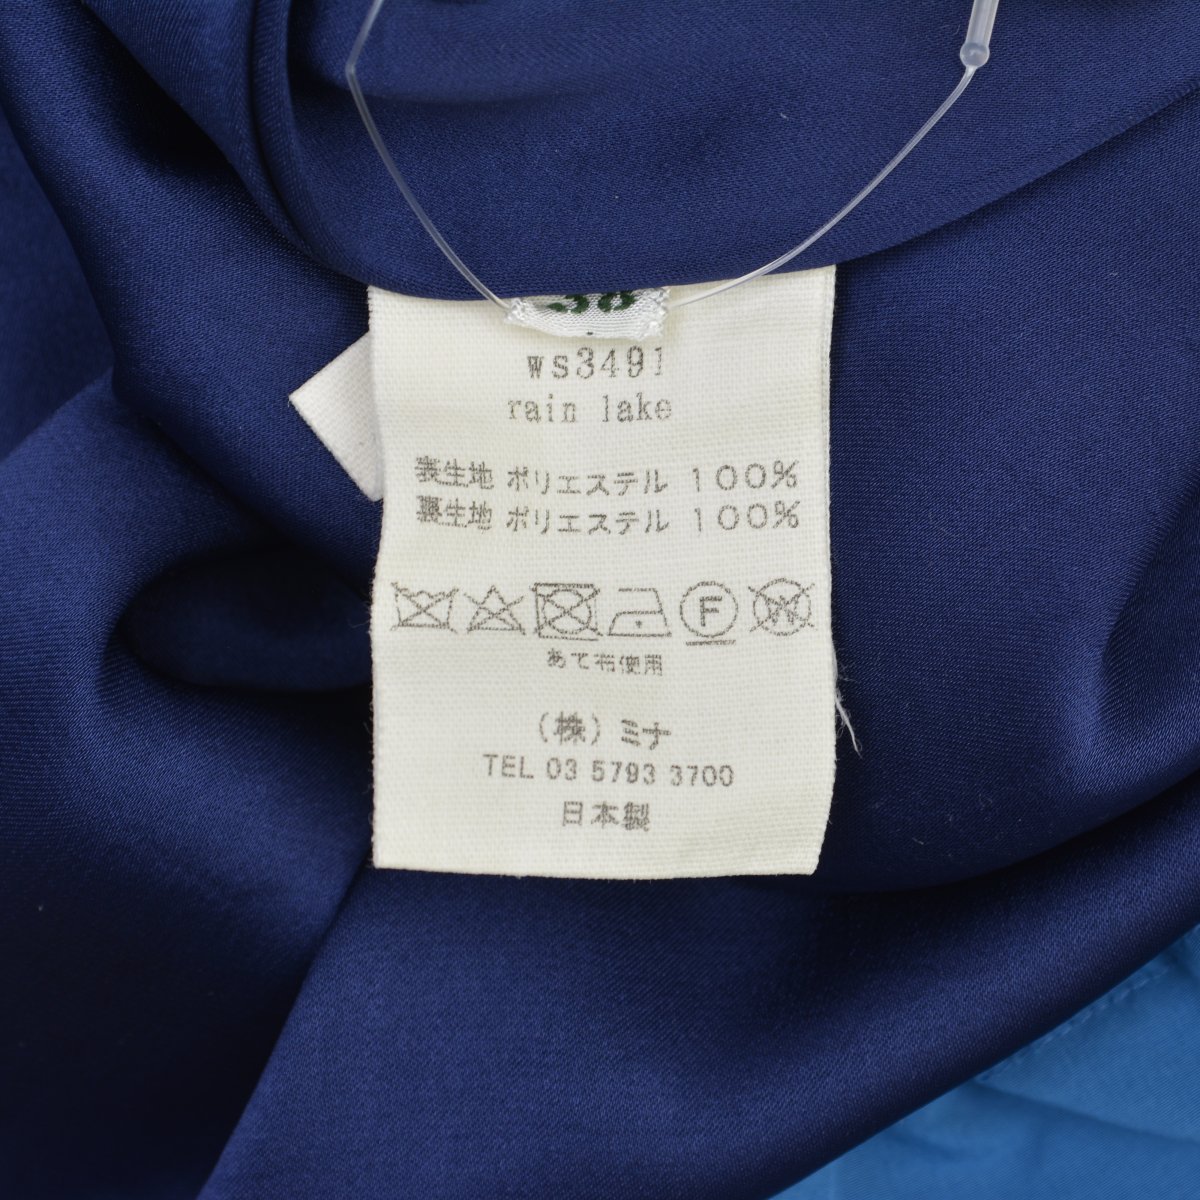 38
ws3491
rain lake
表生地 ポリエステル 100%
裏生地 ポリエステル 100%
F W
あて布使用
(株)ミナ
TEL 03 5793 3700
日本製